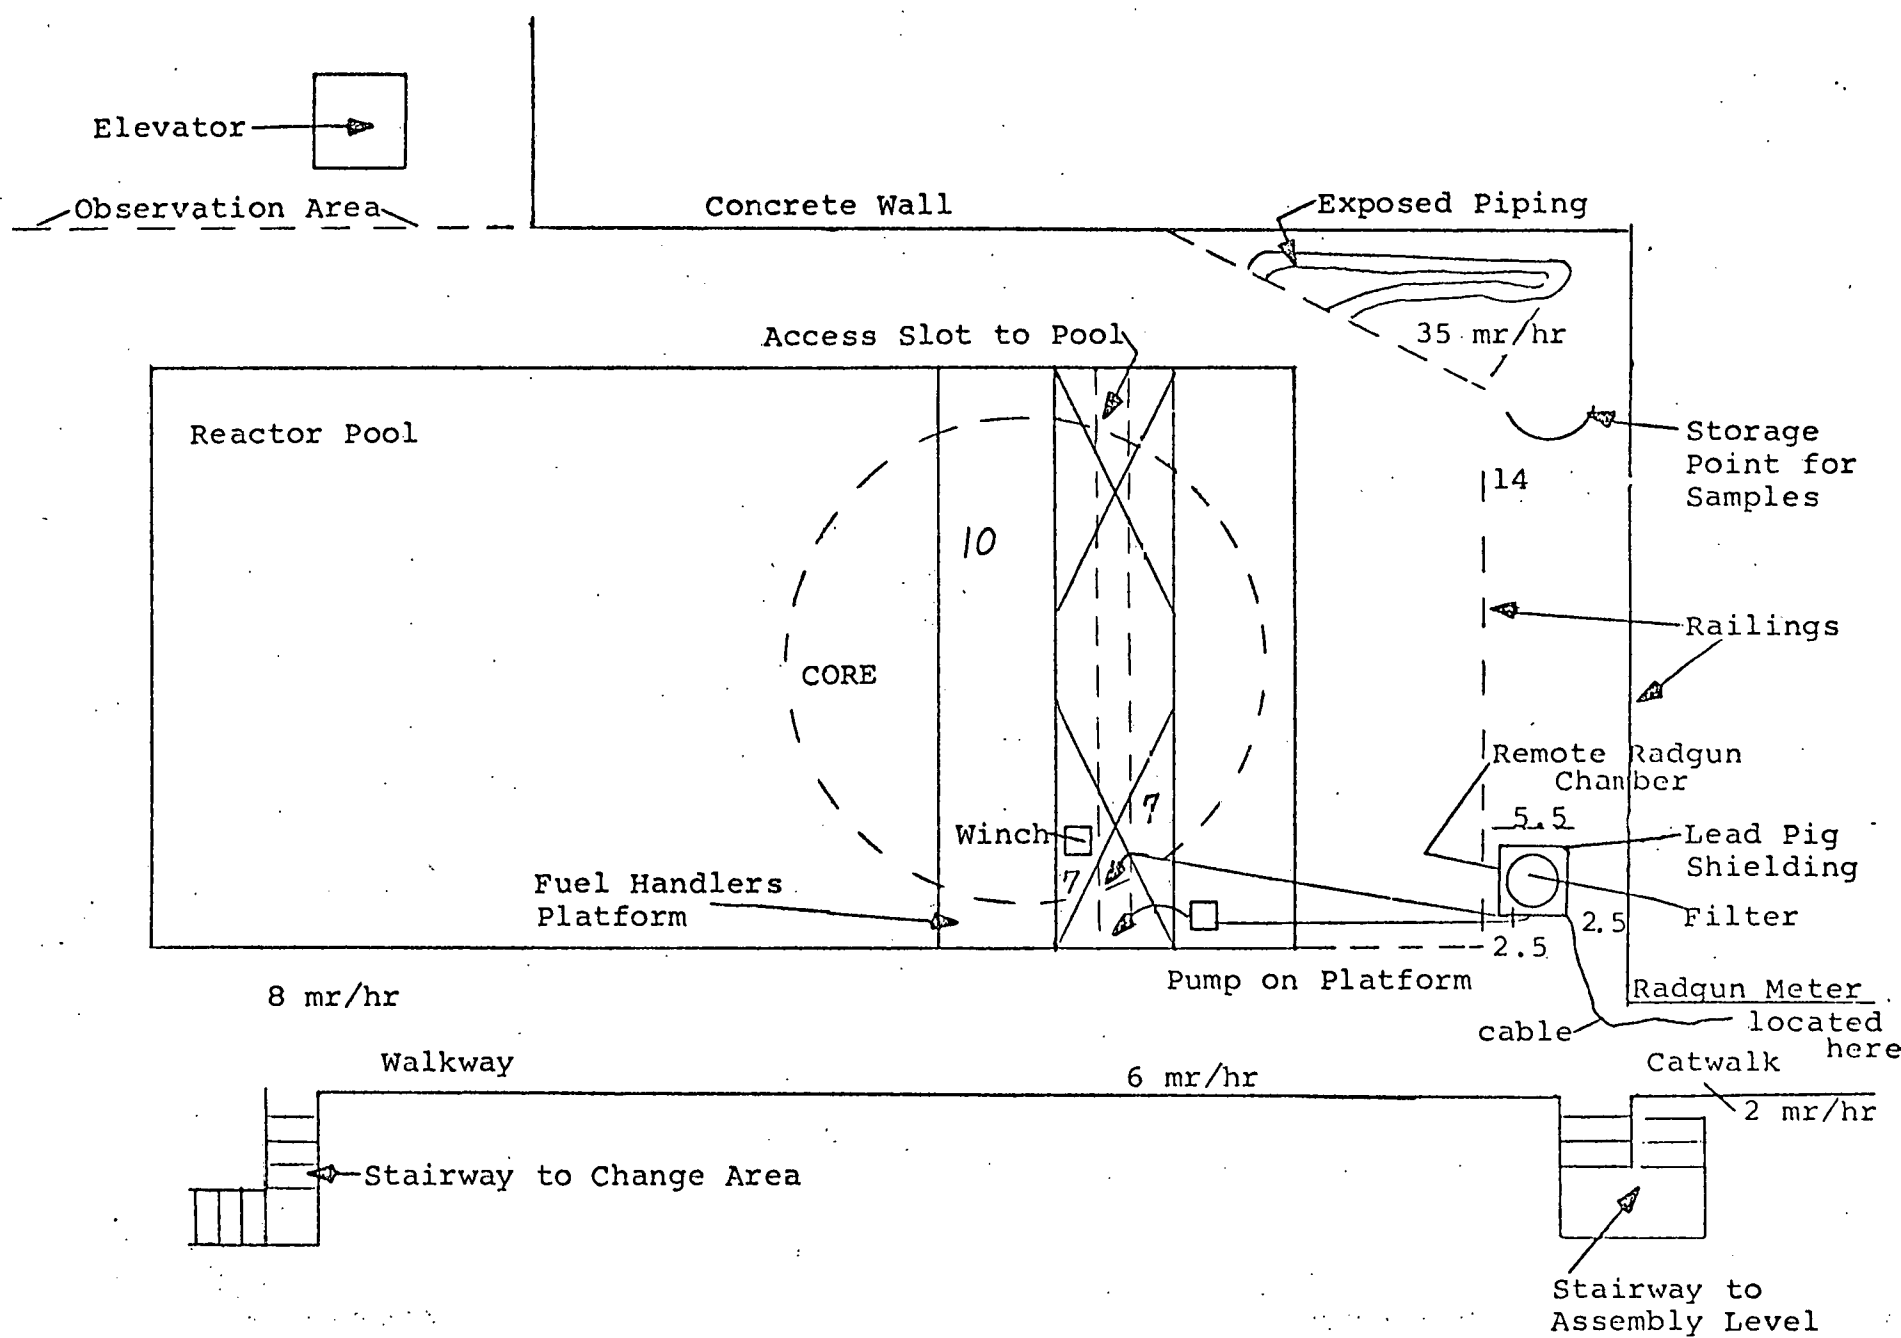 Elevator
Observation Area
Concrete Wall
Exposed Piping
Access Slot to Pool
35 mr/hr
Reactor Pool
Storage
Point for
Samples
14
10
Railings
CORE
Remote Radgun
Chamber
5.5
7
Winch
Lead Pig
Shielding
7
Fuel Handlers
Platform
Filter
2.5
2.5
Pump on Platform
8 mr/hr
Radgun Meter
located
here
cable
Walkway
Catwalk
6 mr/hr
2 mr/hr
Stairway to Change Area
Stairway to
Assembly Level